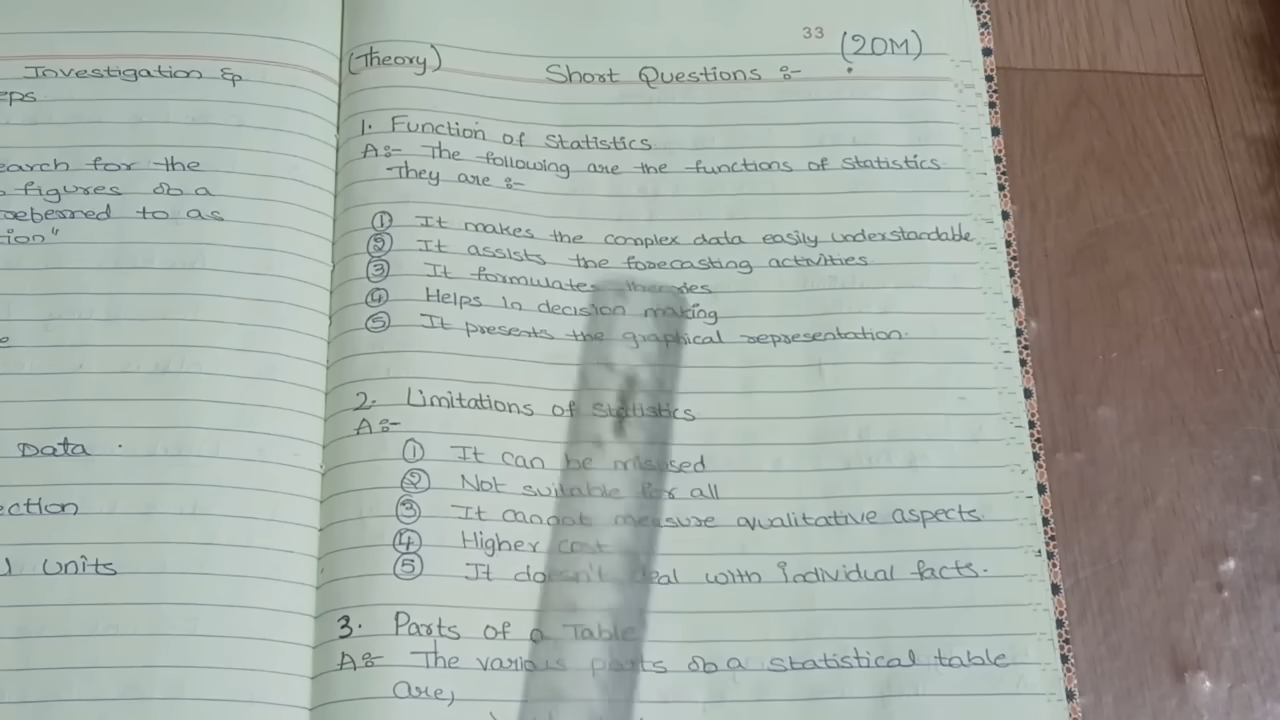 Investigation &
eps
earch for the
figures of a
referred to as
ion"
e
Data .
ection
units
33 (20M)
(Theory) Short Questions :-
1. Function of Statistics
A:- The following are the functions of statistics
They are :-
① It makes the complex data easily understandable
② It assists the forecasting activities
③ It formulates theories
④ Helps in decision making
⑤ It presents the graphical representation.
2. Limitations of Statistics
A:-
① It can be misused
② Not suitable for all
③ It cannot measure qualitative aspects
④ Higher cost
⑤ It doesn't deal with individual facts.
3. Parts of a Table
A:- The various parts of a statistical table
are,